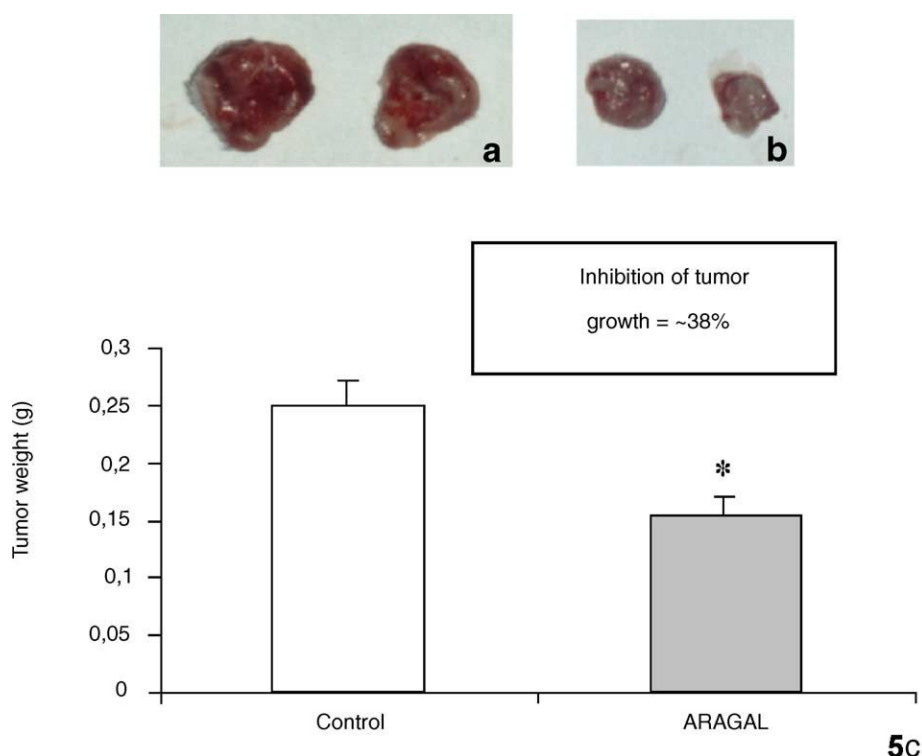 a
b
Inhibition of tumor
growth = ~38%
Tumor weight (g)
0,3
0,25
0,2
0,15
0,1
0,05
0
*
Control
ARAGAL
5c